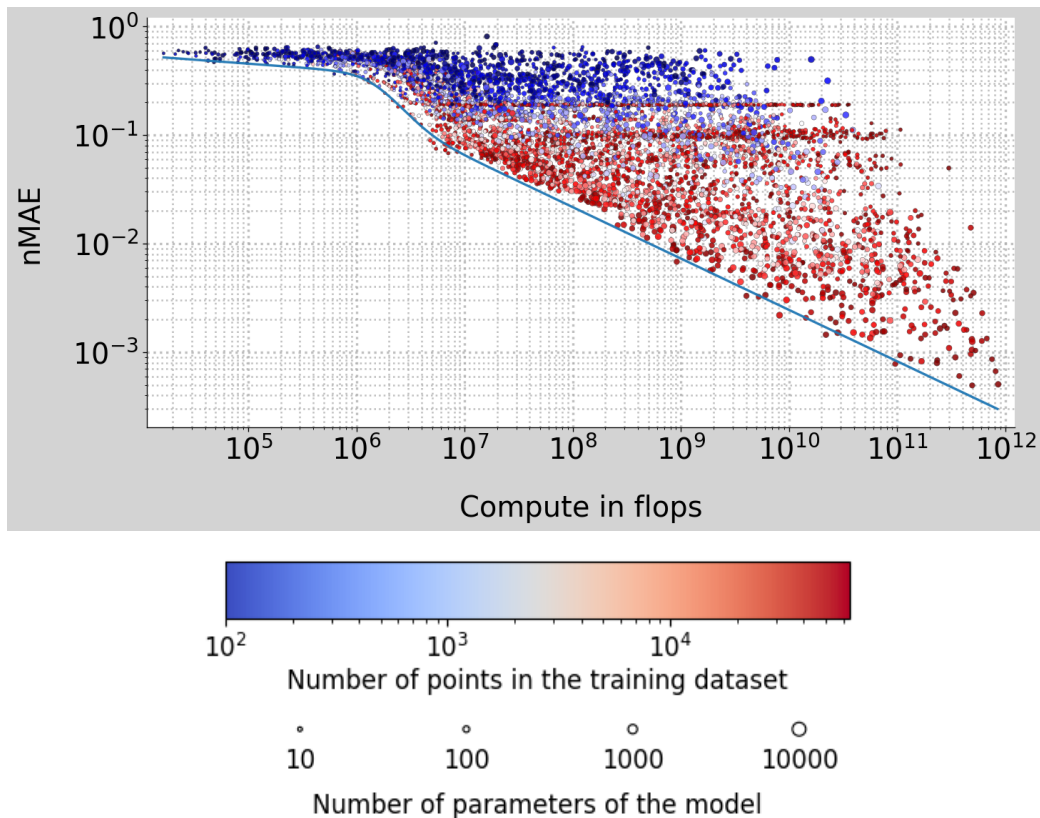 10⁰
10⁻¹
10⁻²
10⁻³
nMAE
10⁵ 10⁶ 10⁷ 10⁸ 10⁹ 10¹⁰ 10¹¹ 10¹²
Compute in flops
10² 10³ 10⁴
Number of points in the training dataset
10 100 1000 10000
Number of parameters of the model